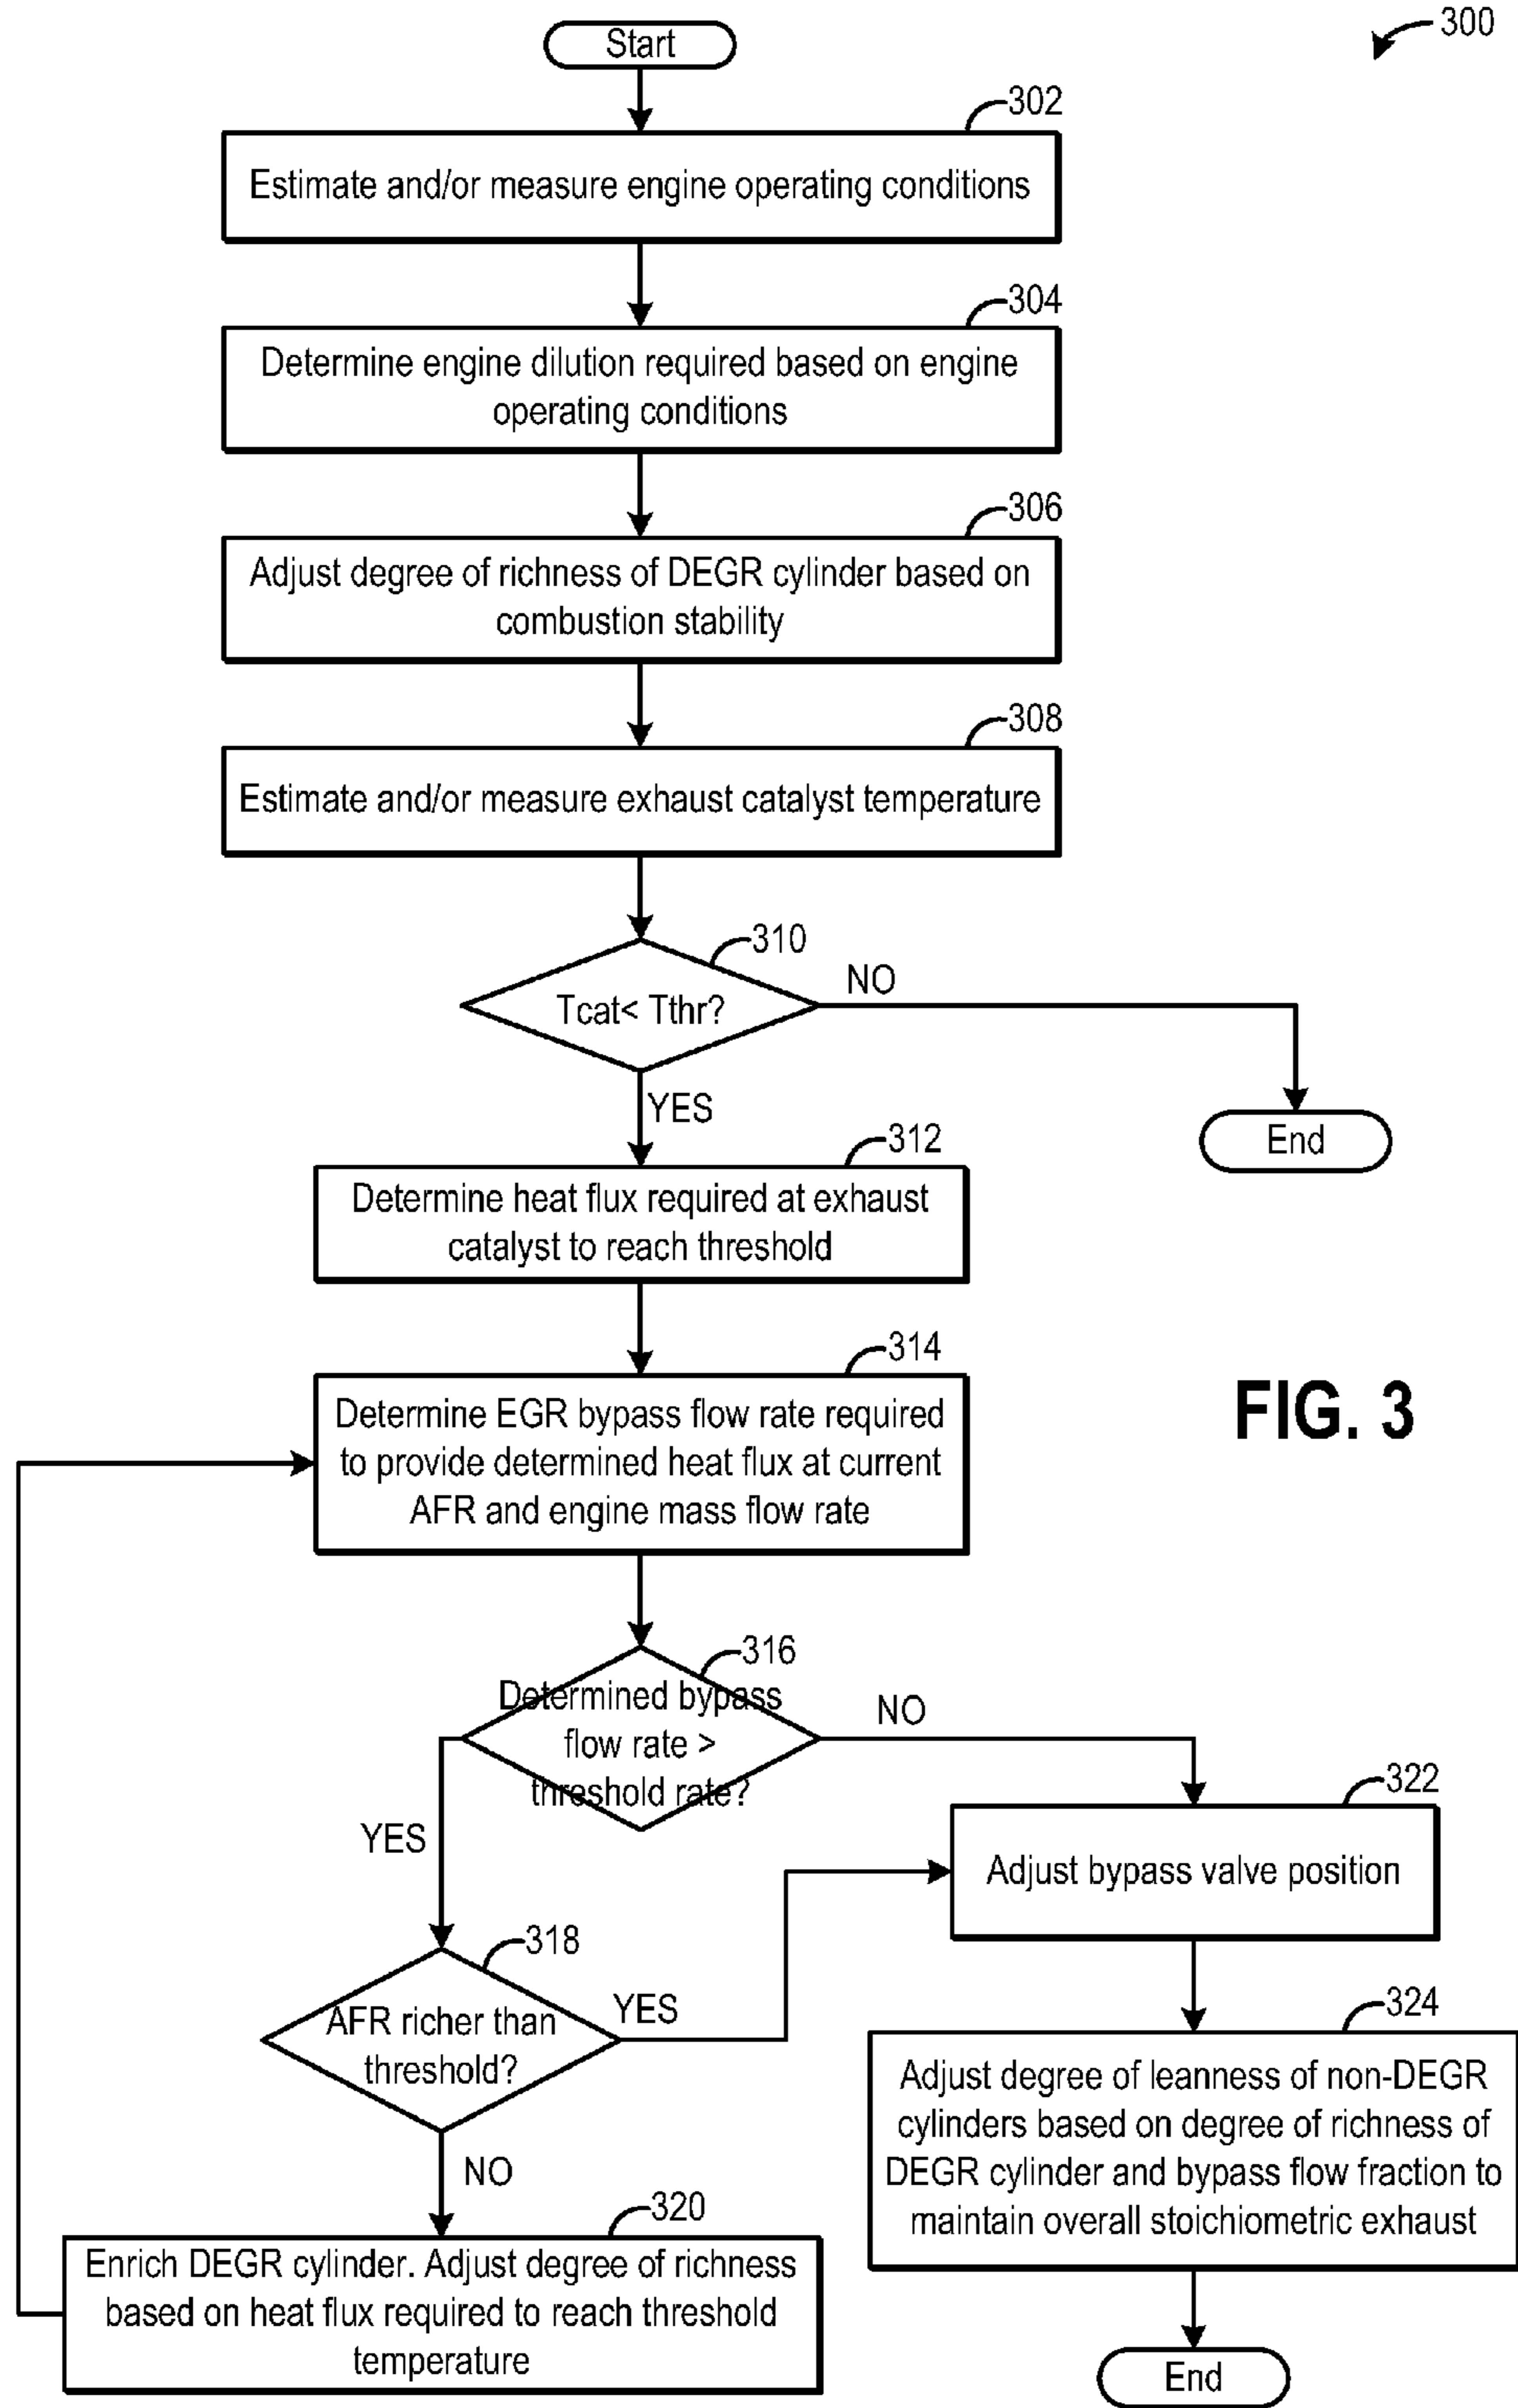 300
Start
302
Estimate and/or measure engine operating conditions
304
Determine engine dilution required based on engine
operating conditions
306
Adjust degree of richness of DEGR cylinder based on
combustion stability
308
Estimate and/or measure exhaust catalyst temperature
310
Tcat< Tthr?
NO
YES
End
312
Determine heat flux required at exhaust
catalyst to reach threshold
314
Determine EGR bypass flow rate required
to provide determined heat flux at current
AFR and engine mass flow rate
FIG. 3
316
Determined bypass
flow rate >
threshold rate?
NO
YES
322
Adjust bypass valve position
318
AFR richer than
threshold?
YES
NO
324
Adjust degree of leanness of non-DEGR
cylinders based on degree of richness of
DEGR cylinder and bypass flow fraction to
maintain overall stoichiometric exhaust
320
Enrich DEGR cylinder. Adjust degree of richness
based on heat flux required to reach threshold
temperature
End